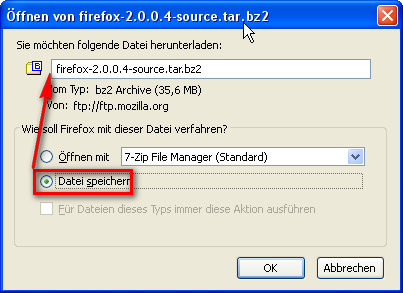 Öffnen von firefox-2.0.0.4-source.tar.bz2
Sie möchten folgende Datei herunterladen:
firefox-2.0.0.4-source.tar.bz2
Vom Typ: bz2 Archive (35,6 MB)
Von: ftp://ftp.mozilla.org
Wie soll Firefox mit dieser Datei verfahren?
Öffnen mit 7-Zip File Manager (Standard)
Datei speichern
Für Dateien dieses Typs immer diese Aktion ausführen
OK Abbrechen